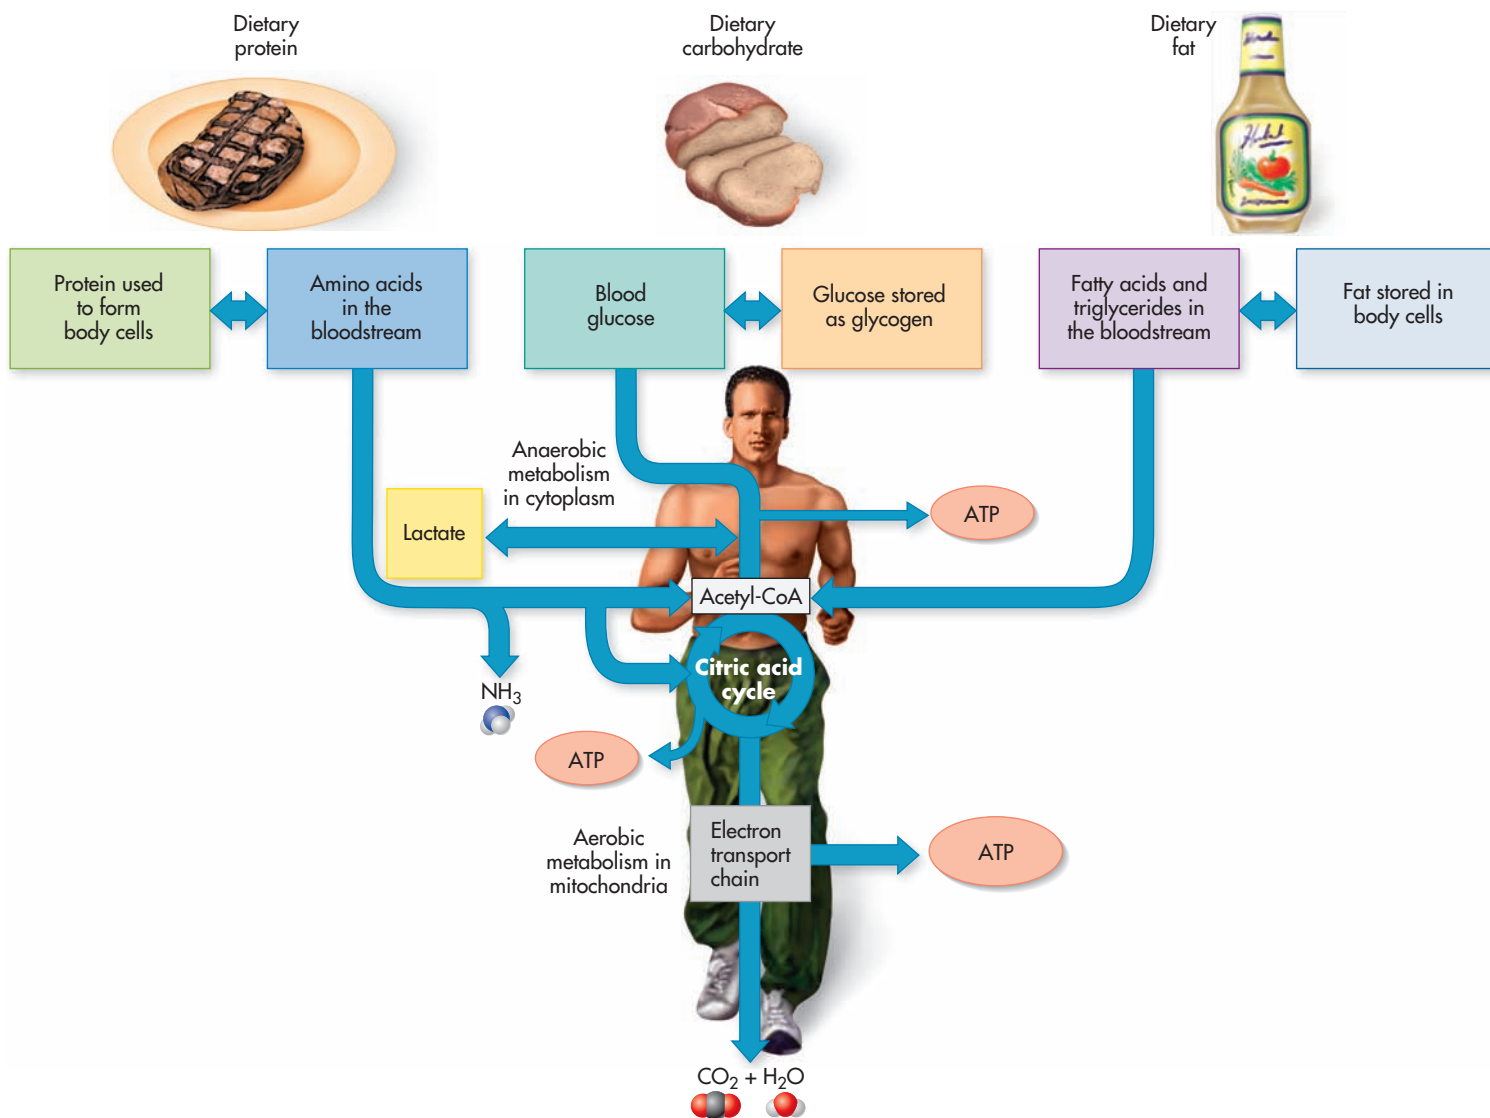 Dietary
protein
Dietary
carbohydrate
Dietary
fat
Protein used
to form
body cells
Amino acids
in the
bloodstream
Blood
glucose
Glucose stored
as glycogen
Fatty acids and
triglycerides in
the bloodstream
Fat stored in
body cells
Anaerobic
metabolism
in cytoplasm
Lactate
ATP
Acetyl-CoA
Citric acid
cycle
NH₃
ATP
Aerobic
metabolism in
mitochondria
Electron
transport
chain
ATP
CO₂ + H₂O